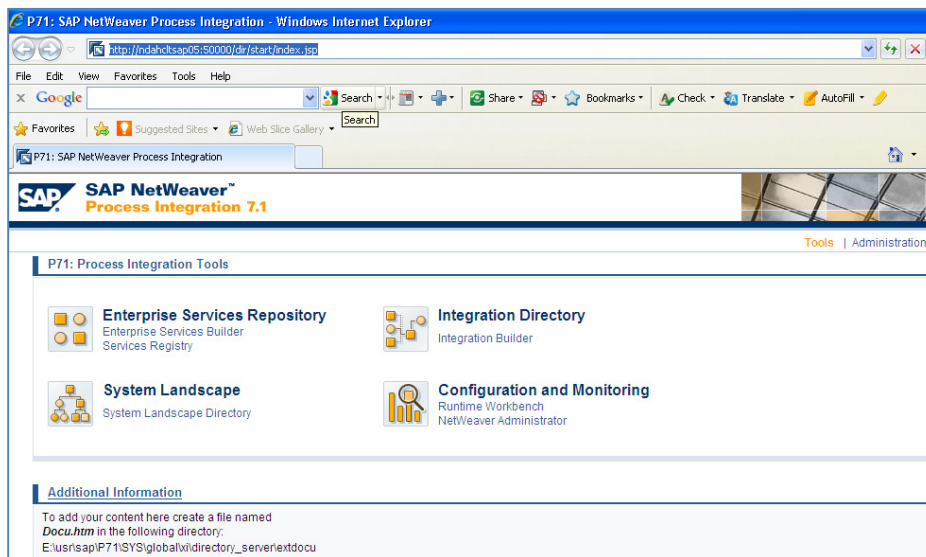 P71: SAP NetWeaver Process Integration - Windows Internet Explorer
http://ndahcltsap05:50000/dir/start/index.jsp
File Edit View Favorites Tools Help
x Google Search Share Bookmarks Check Translate AutoFill
Favorites Suggested Sites Web Slice Gallery
Search
P71: SAP NetWeaver Process Integration
SAP SAP NetWeaver™
Process Integration 7.1
Tools | Administration
P71: Process Integration Tools
Enterprise Services Repository
Enterprise Services Builder
Services Registry
Integration Directory
Integration Builder
System Landscape
System Landscape Directory
Configuration and Monitoring
Runtime Workbench
NetWeaver Administrator
Additional Information
To add your content here create a file named
Docu.htm in the following directory:
E:\usr\sap\P71\SYS\global\xi\directory_server\extdocu